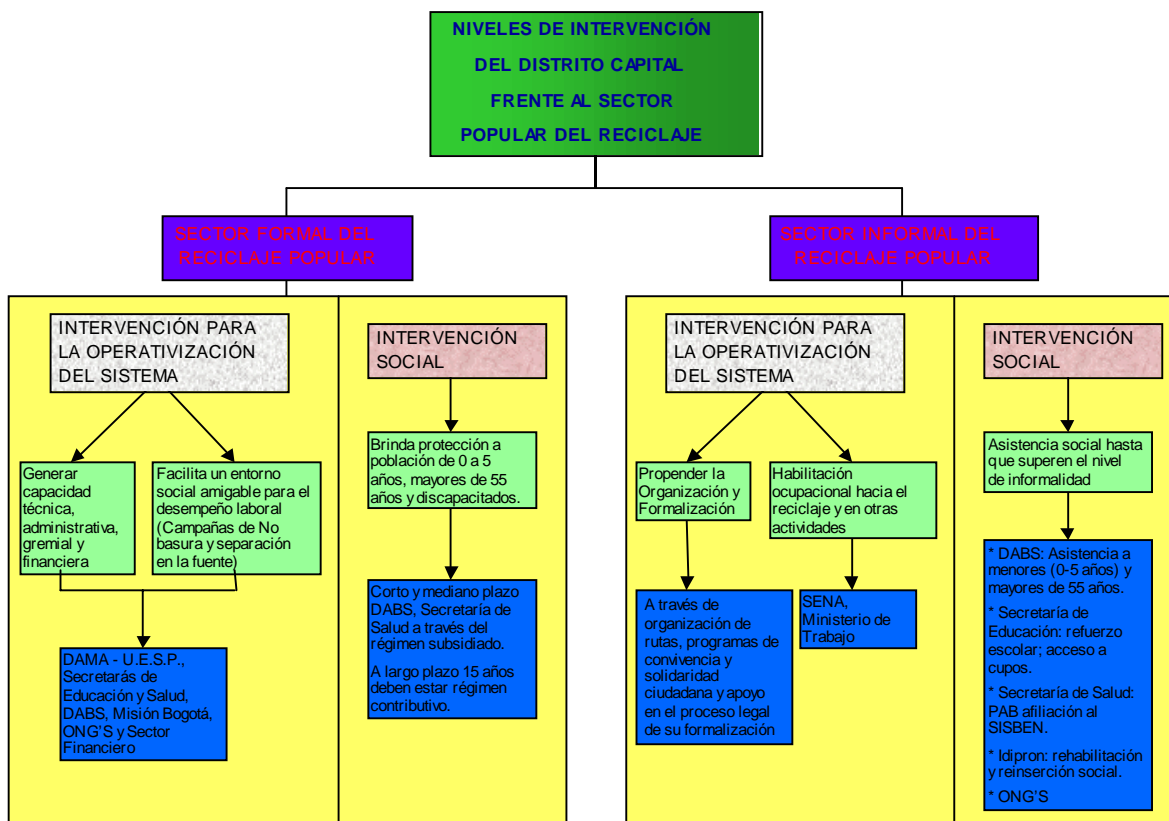 NIVELES DE INTERVENCIÓN
DEL DISTRITO CAPITAL
FRENTE AL SECTOR
POPULAR DEL RECICLAJE
SECTOR FORMAL DEL
RECICLAJE POPULAR
SECTOR INFORMAL DEL
RECICLAJE POPULAR
INTERVENCIÓN PARA
LA OPERATIVIZACIÓN
DEL SISTEMA
INTERVENCIÓN
SOCIAL
INTERVENCIÓN PARA
LA OPERATIVIZACIÓN
DEL SISTEMA
INTERVENCIÓN
SOCIAL
Generar
capacidad
técnica,
administrativa,
gremial y
financiera
Facilita un entorno
social amigable para el
desempeño laboral
(Campañas de No
basura y separación
en la fuente)
Brinda protección a
población de 0 a 5
años, mayores de 55
años y discapacitados.
Propender la
Organización y
Formalización
Habilitación
ocupacional hacia el
reciclaje y en otras
actividades
Asistencia social hasta
que superen el nivel
de informalidad
DAMA - U.E.S.P.,
Secretarás de
Educación y Salud,
DABS, Misión Bogotá,
ONG'S y Sector
Financiero
Corto y mediano plazo
DABS, Secretaría de
Salud a través del
régimen subsidiado.
A largo plazo 15 años
deben estar régimen
contributivo.
A través de
organización de
rutas, programas de
convivencia y
solidaridad
ciudadana y apoyo
en el proceso legal
de su formalización
SENA,
Ministerio de
Trabajo
* DABS: Asistencia a
menores (0-5 años) y
mayores de 55 años.
* Secretaría de
Educación: refuerzo
escolar; acceso a
cupos.
* Secretaría de Salud:
PAB afiliación al
SISBEN.
* Idipron: rehabilitación
y reinserción social.
* ONG'S